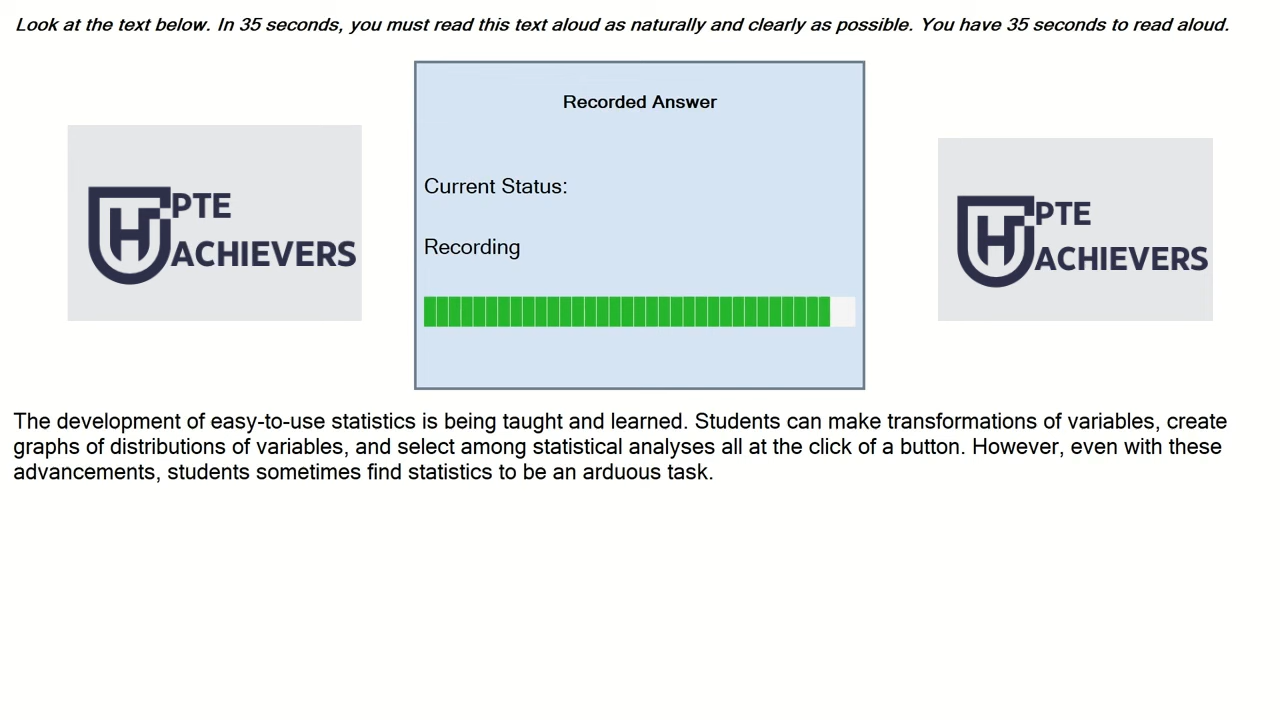 Look at the text below. In 35 seconds, you must read this text aloud as naturally and clearly as possible. You have 35 seconds to read aloud.
Recorded Answer
PTE
ACHIEVERS
Current Status:
Recording
PTE
ACHIEVERS
The development of easy-to-use statistics is being taught and learned. Students can make transformations of variables, create
graphs of distributions of variables, and select among statistical analyses all at the click of a button. However, even with these
advancements, students sometimes find statistics to be an arduous task.